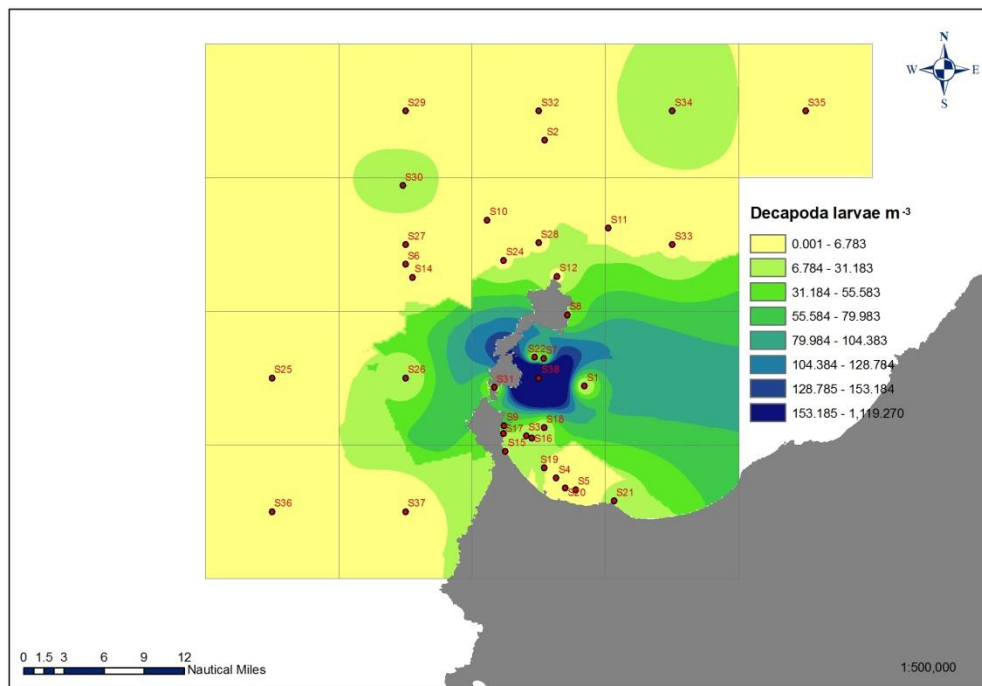 N
W E
S
S29 S32 S34 S35
S2
S30
S10
S11
S27 S28 S33
S6 S24
S14 S12
S8
S22 S7
S25 S26 S38
S31 S1
S9
S17 S3 S18
S15 S16
S19
S4
S20 S5
S21
S36 S37
Decapoda larvae m⁻³
0.001 - 6.783
6.784 - 31.183
31.184 - 55.583
55.584 - 79.983
79.984 - 104.383
104.384 - 128.784
128.785 - 153.184
153.185 - 1,119.270
0 1.5 3 6 9 12
Nautical Miles
1:500,000